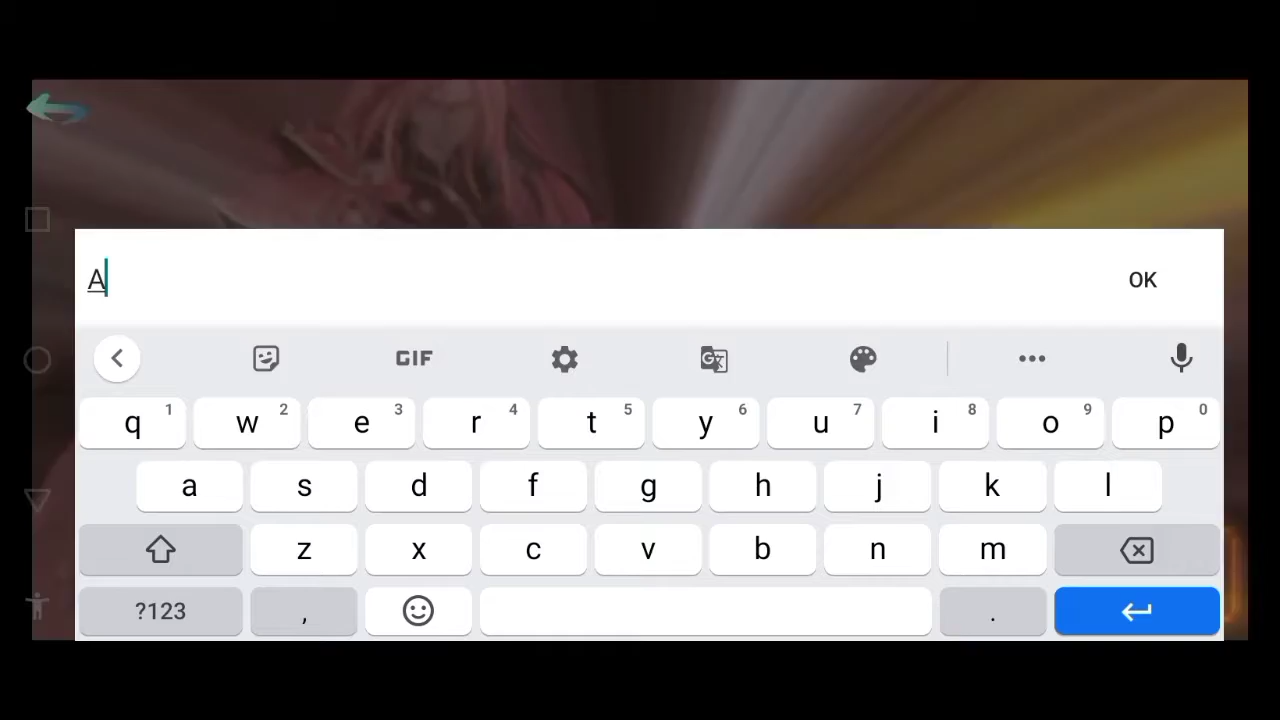 A
OK
GIF
q 1 w 2 e 3 r 4 t 5 y 6 u 7 i 8 o 9 p 0
a s d f g h j k l
z x c v b n m
?123 , .